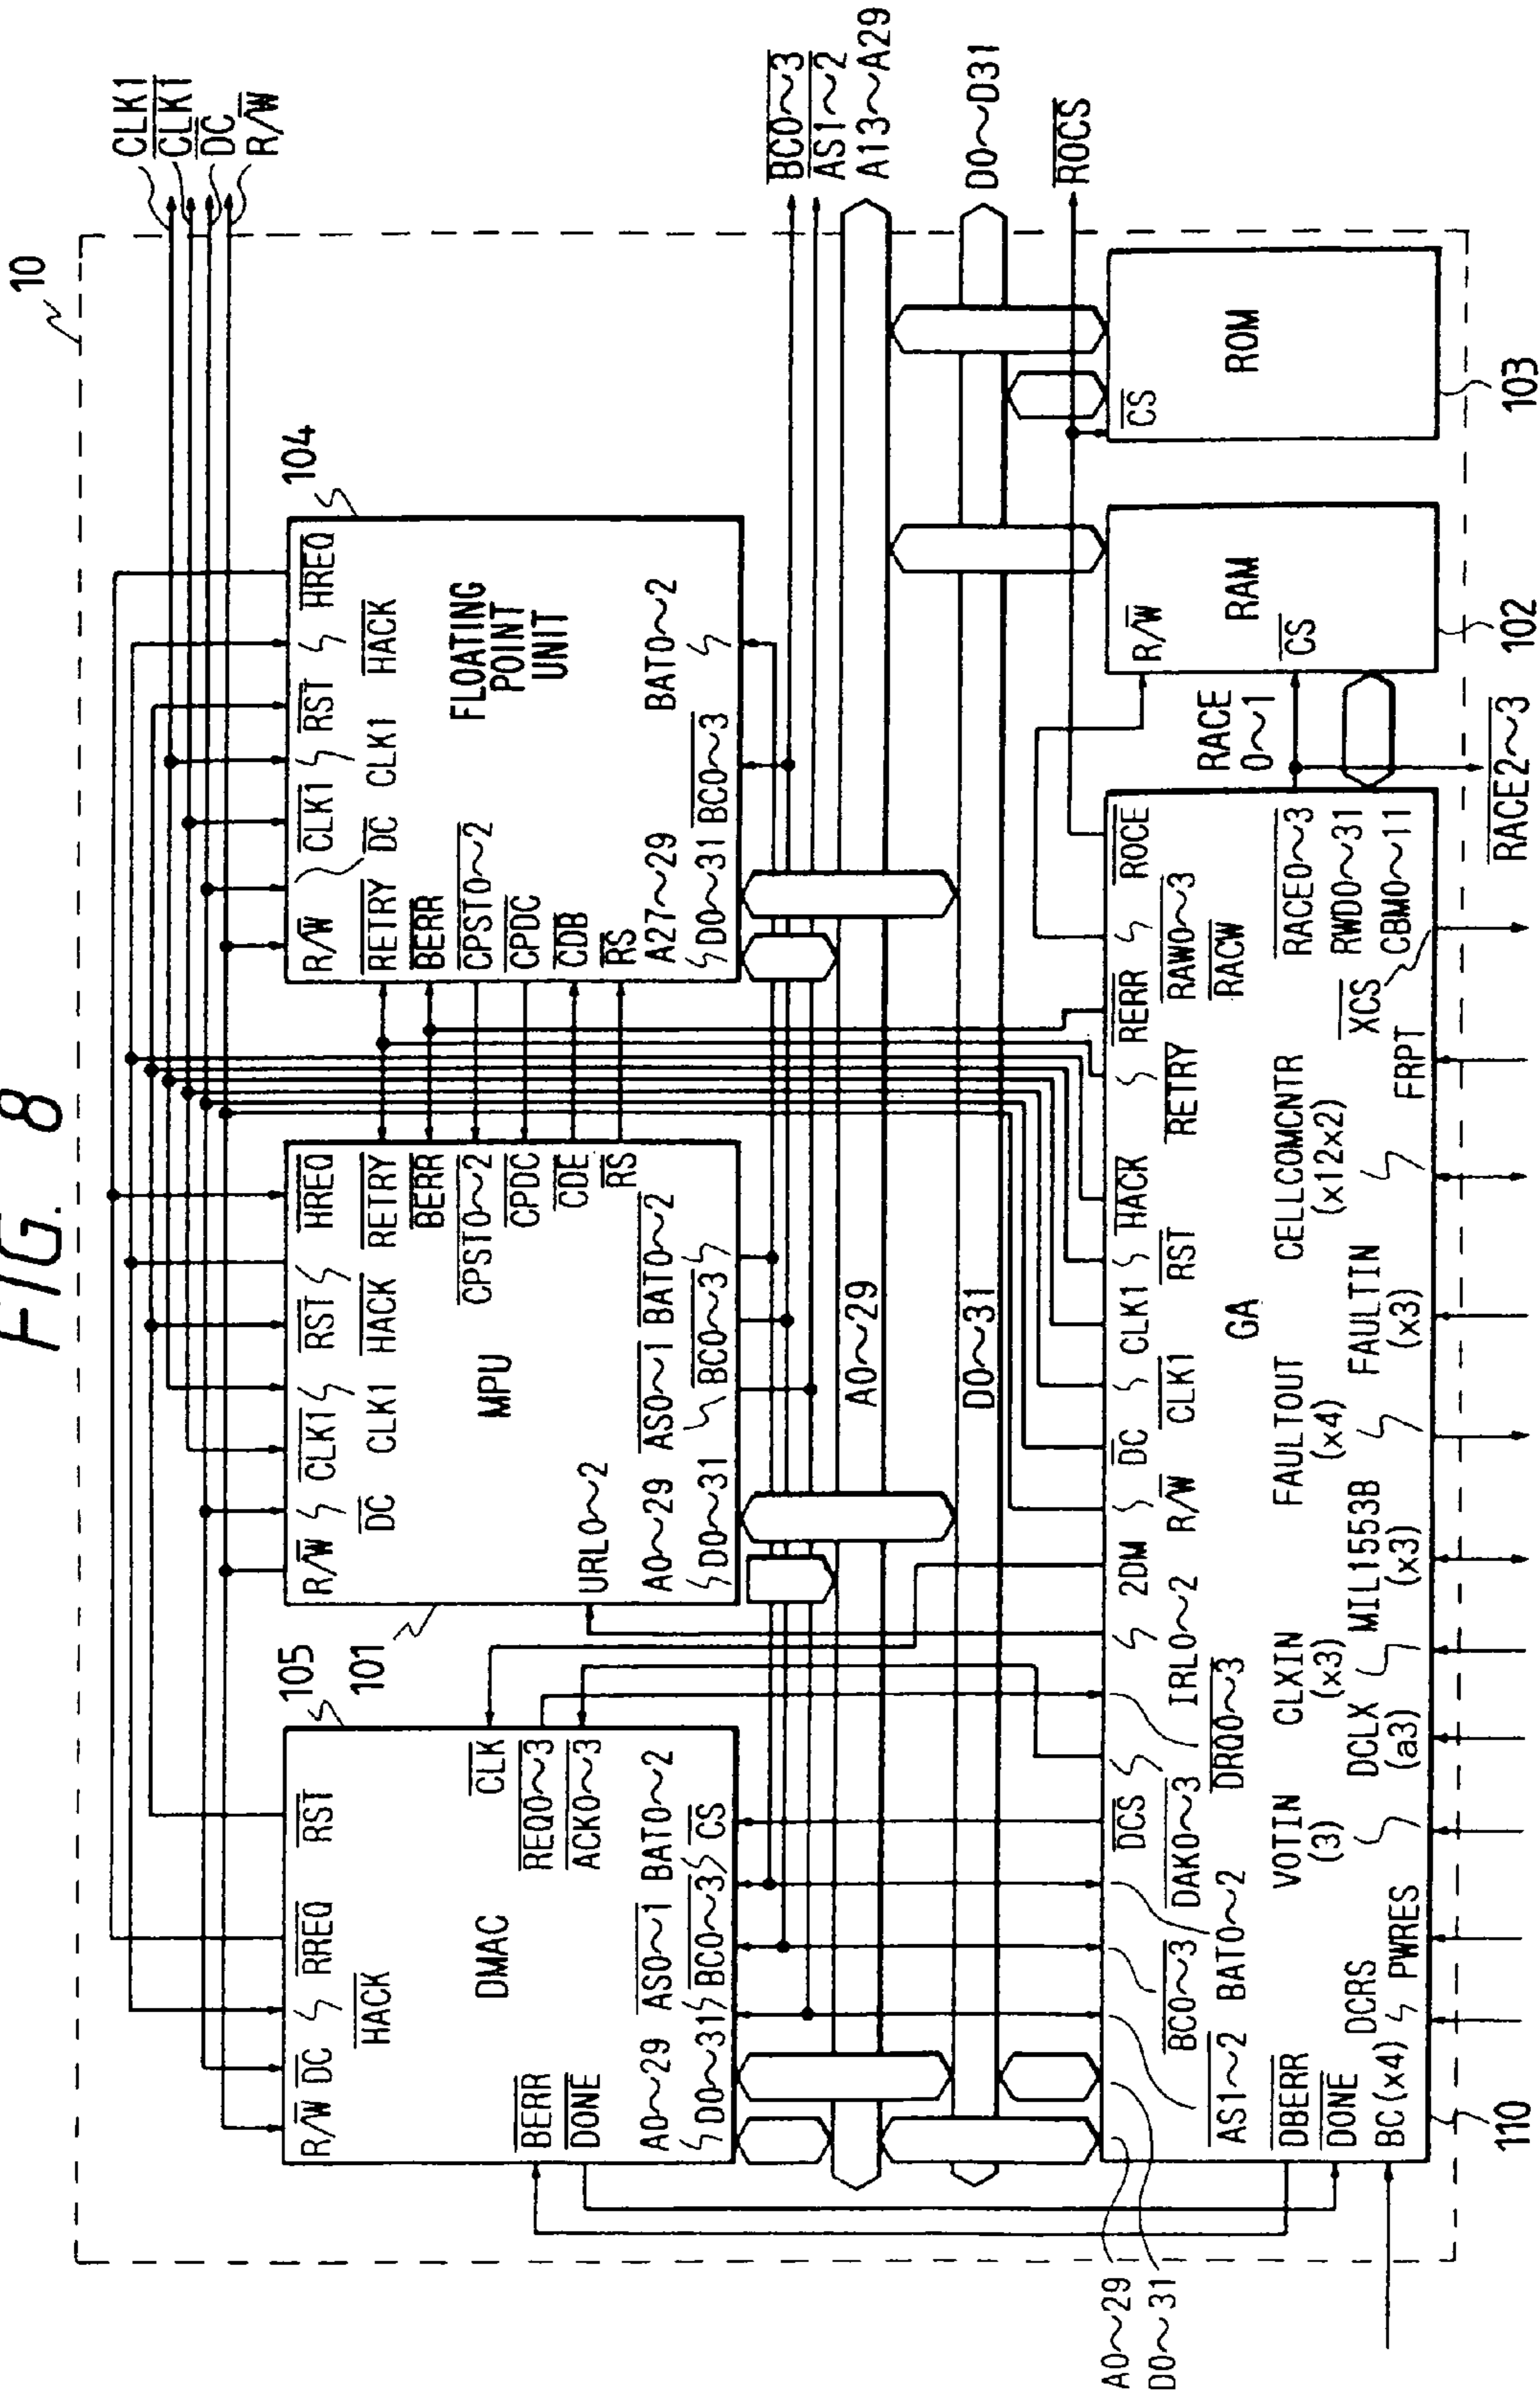 FIG. 8
10
CLK1
CLK1
DC
R/W
105
101
104
R/W
DC
HACK
RREQ
RST
BERR
DONE
DMAC
CLK
REQ0~3
ACK0~3
A0~29
AS0~1
BAT0~2
D0~31
BC0~3
CS
R/W
CLK1
RST
HREQ
DC
CLK1
HACK
RETRY
BERR
CPST0~2
CPDC
CDE
RS
MPU
URL0~2
A0~29
AS0~1
BAT0~2
D0~31
BC0~3
R/W
CLK1
RST
HREQ
DC
CLK1
HACK
RETRY
BERR
CPST0~2
CPDC
CDB
RS
FLOATING
POINT
UNIT
A27~29
BAT0~2
D0~31
BC0~3
BC0~3
AS1~2
A13~A29
D0~D31
ROCS
A0~29
D0~31
A0~29
D0~31
AS1~2
BC0~3
BAT0~2
DAK0~3
DCS
DRQ0~3
IRL0~2
2DM
R/W
DC
CLK1
CLK1
RST
HACK
RETRY
RERR
RAW0~3
RACW
ROCE
DBERR
DONE
BC(x4)
DCRS
PWRES
VOTIN
(3)
DCLX
(a3)
CLXIN
(x3)
MIL1553B
(x3)
FAULTOUT
(x4)
FAULTIN
(x3)
GA
CELLCOMCNTR
(x12x2)
FRPT
XCS
RACE0~3
RWD0~31
CBM0~11
RACE
0~1
RACE2~3
R/W
CS
RAM
CS
ROM
110
102
103